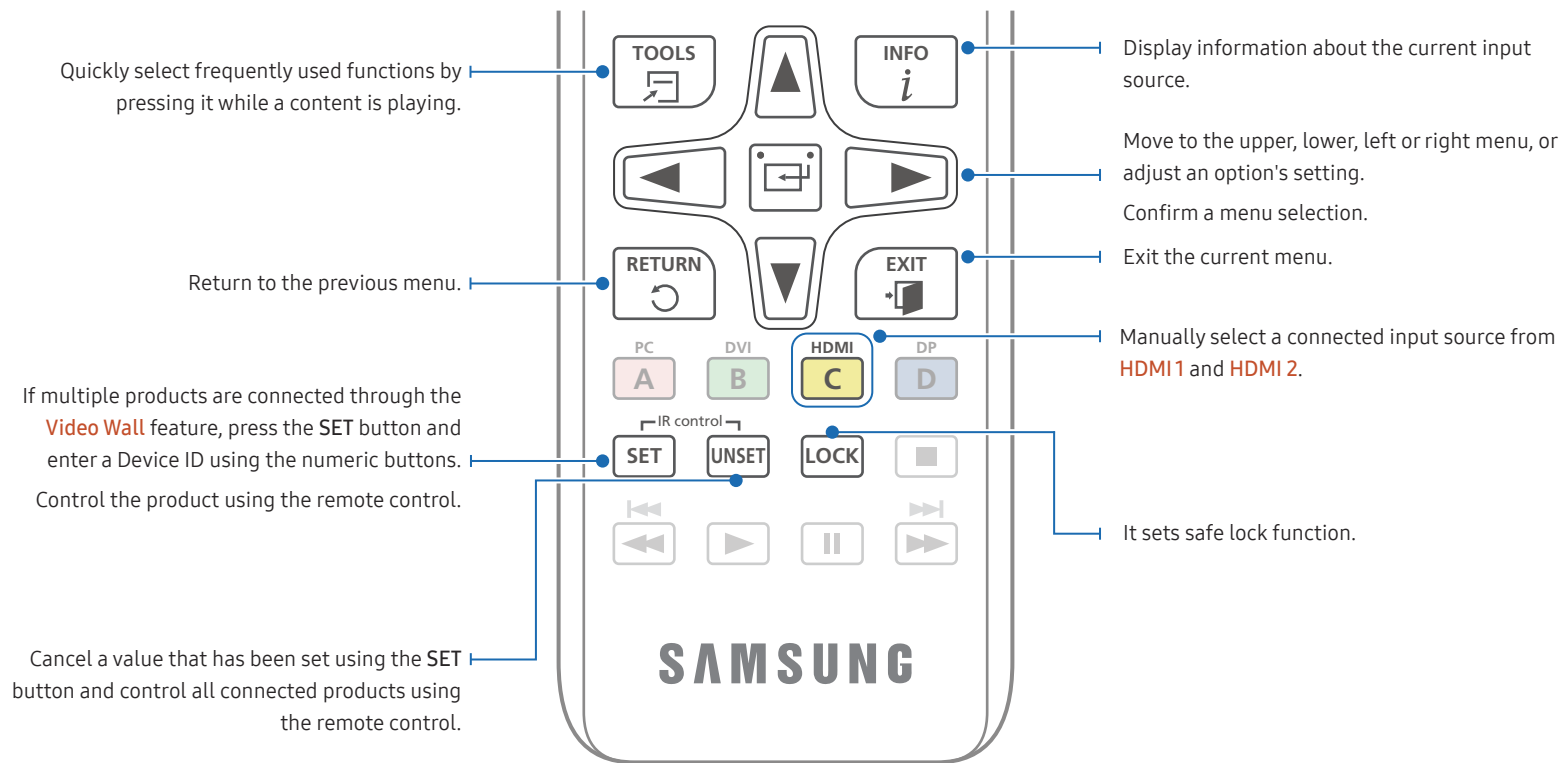 Quickly select frequently used functions by
pressing it while a content is playing.
TOOLS
INFO
i
Display information about the current input
source.
Move to the upper, lower, left or right menu, or
adjust an option's setting.
Confirm a menu selection.
Return to the previous menu.
RETURN
EXIT
Exit the current menu.
PC
DVI
HDMI
DP
A
B
C
D
Manually select a connected input source from
HDMI 1 and HDMI 2.
If multiple products are connected through the
Video Wall feature, press the SET button and
enter a Device ID using the numeric buttons.
Control the product using the remote control.
IR control
SET
UNSET
LOCK
It sets safe lock function.
Cancel a value that has been set using the SET
button and control all connected products using
the remote control.
SAMSUNG